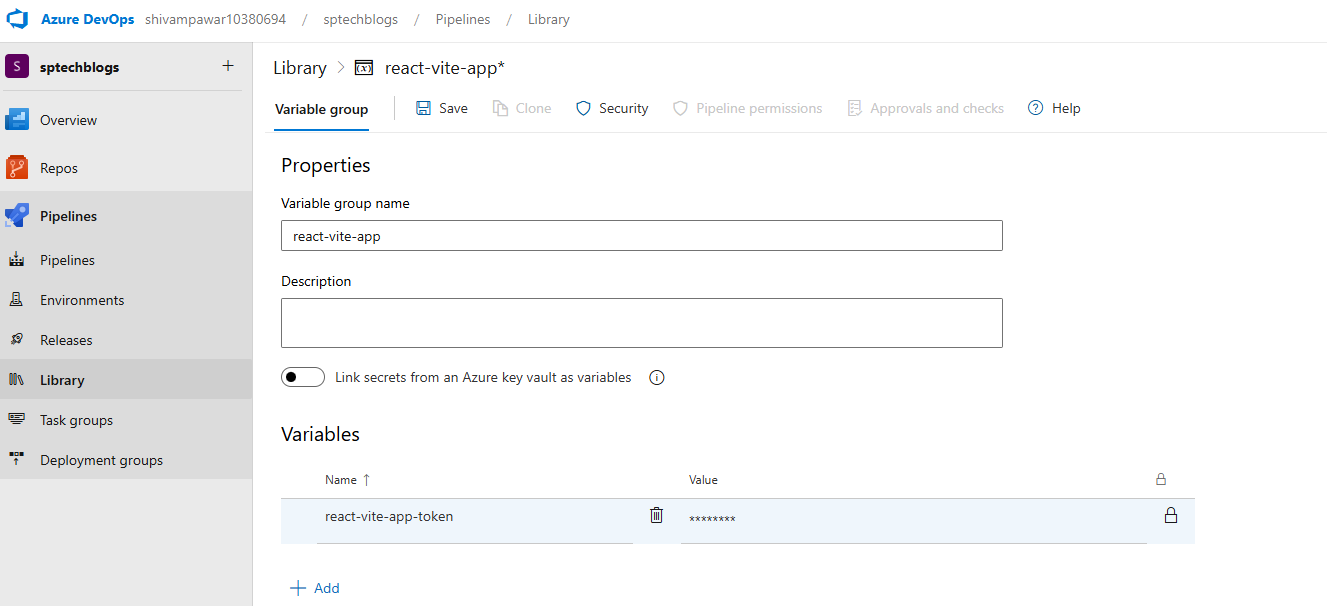 Azure DevOps shivampawar10380694 / sptechblogs / Pipelines / Library
S sptechblogs +
Overview
Repos
Pipelines
Pipelines
Environments
Releases
Library
Task groups
Deployment groups
Library > (x) react-vite-app*
Variable group Save Clone Security Pipeline permissions Approvals and checks ? Help
Properties
Variable group name
react-vite-app
Description
Link secrets from an Azure key vault as variables i
Variables
Name ↑ Value
react-vite-app-token ********
+ Add